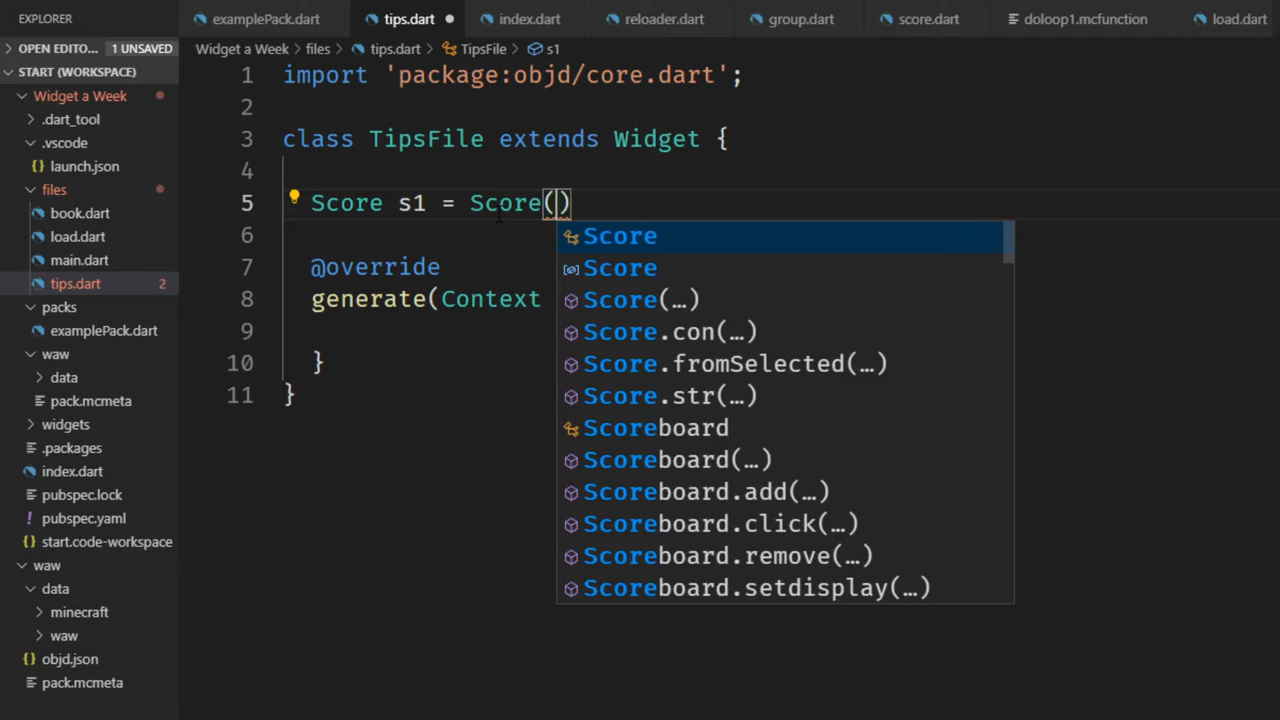 EXPLORER
examplePack.dart
tips.dart
index.dart
reloader.dart
group.dart
score.dart
doloop1.mcfunction
load.dart
OPEN EDITO... 1 UNSAVED
Widget a Week > files > tips.dart > TipsFile > s1
START (WORKSPACE)
Widget a Week
.dart_tool
.vscode
launch.json
files
book.dart
load.dart
main.dart
tips.dart 2
packs
examplePack.dart
waw
data
pack.mcmeta
widgets
.packages
index.dart
pubspec.lock
pubspec.yaml
start.code-workspace
waw
data
minecraft
waw
objd.json
pack.mcmeta
1 import 'package:objd/core.dart';
2
3 class TipsFile extends Widget {
4
5 Score s1 = Score()
6
7 @override
8 generate(Context
9
10 }
11 }
Score
Score
Score(…)
Score.con(…)
Score.fromSelected(…)
Score.str(…)
Scoreboard
Scoreboard(…)
Scoreboard.add(…)
Scoreboard.click(…)
Scoreboard.remove(…)
Scoreboard.setdisplay(…)